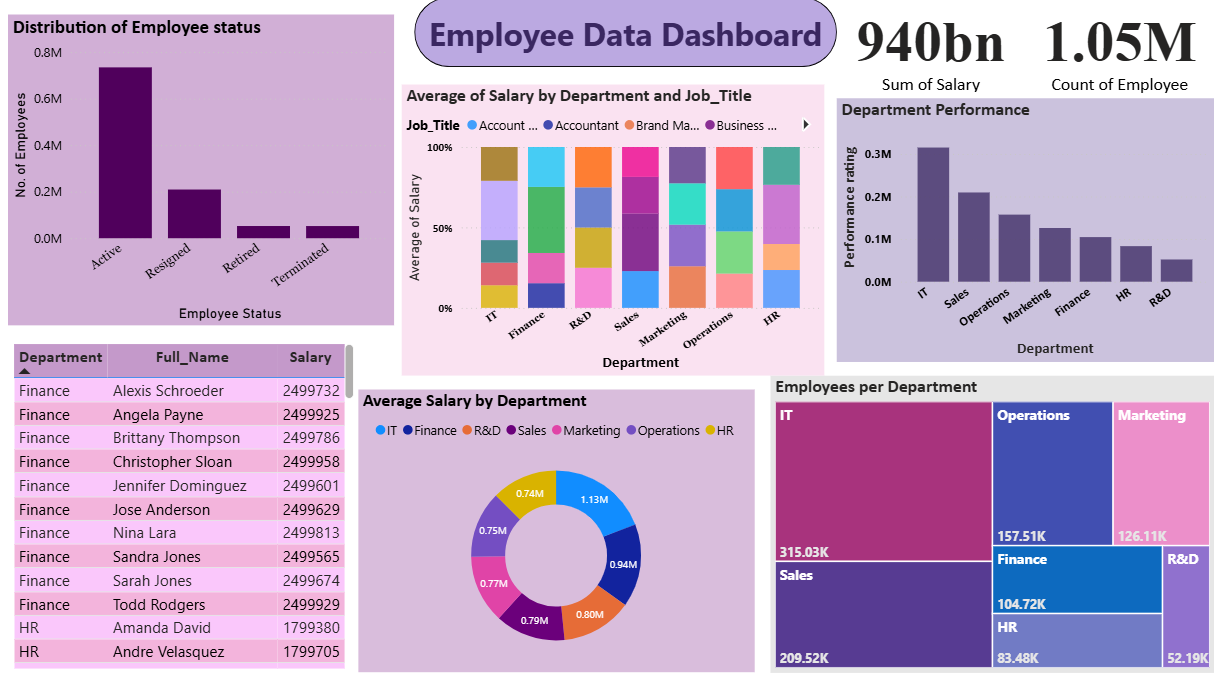 Distribution of Employee status
0.8M
0.6M
0.4M
0.2M
0.0M
No. of Employees
Active
Resigned
Retired
Terminated
Employee Status
Employee Data Dashboard
940bn
Sum of Salary
1.05M
Count of Employee
Average of Salary by Department and Job_Title
Job_Title Account ... Accountant Brand Ma... Business ...
100%
50%
0%
Average of Salary
IT
Finance
R&D
Sales
Marketing
Operations
HR
Department
Department Performance
0.3M
0.2M
0.1M
0.0M
Performance rating
IT
Sales
Operations
Marketing
Finance
HR
R&D
Department
Department Full_Name Salary
Finance Alexis Schroeder 2499732
Finance Angela Payne 2499925
Finance Brittany Thompson 2499786
Finance Christopher Sloan 2499958
Finance Jennifer Dominguez 2499601
Finance Jose Anderson 2499629
Finance Nina Lara 2499813
Finance Sandra Jones 2499565
Finance Sarah Jones 2499674
Finance Todd Rodgers 2499929
HR Amanda David 1799380
HR Andre Velasquez 1799705
Average Salary by Department
IT Finance R&D Sales Marketing Operations HR
1.13M
0.94M
0.80M
0.79M
0.77M
0.75M
0.74M
Employees per Department
IT
315.03K
Sales
209.52K
Operations
157.51K
Marketing
126.11K
Finance
104.72K
HR
83.48K
R&D
52.19K